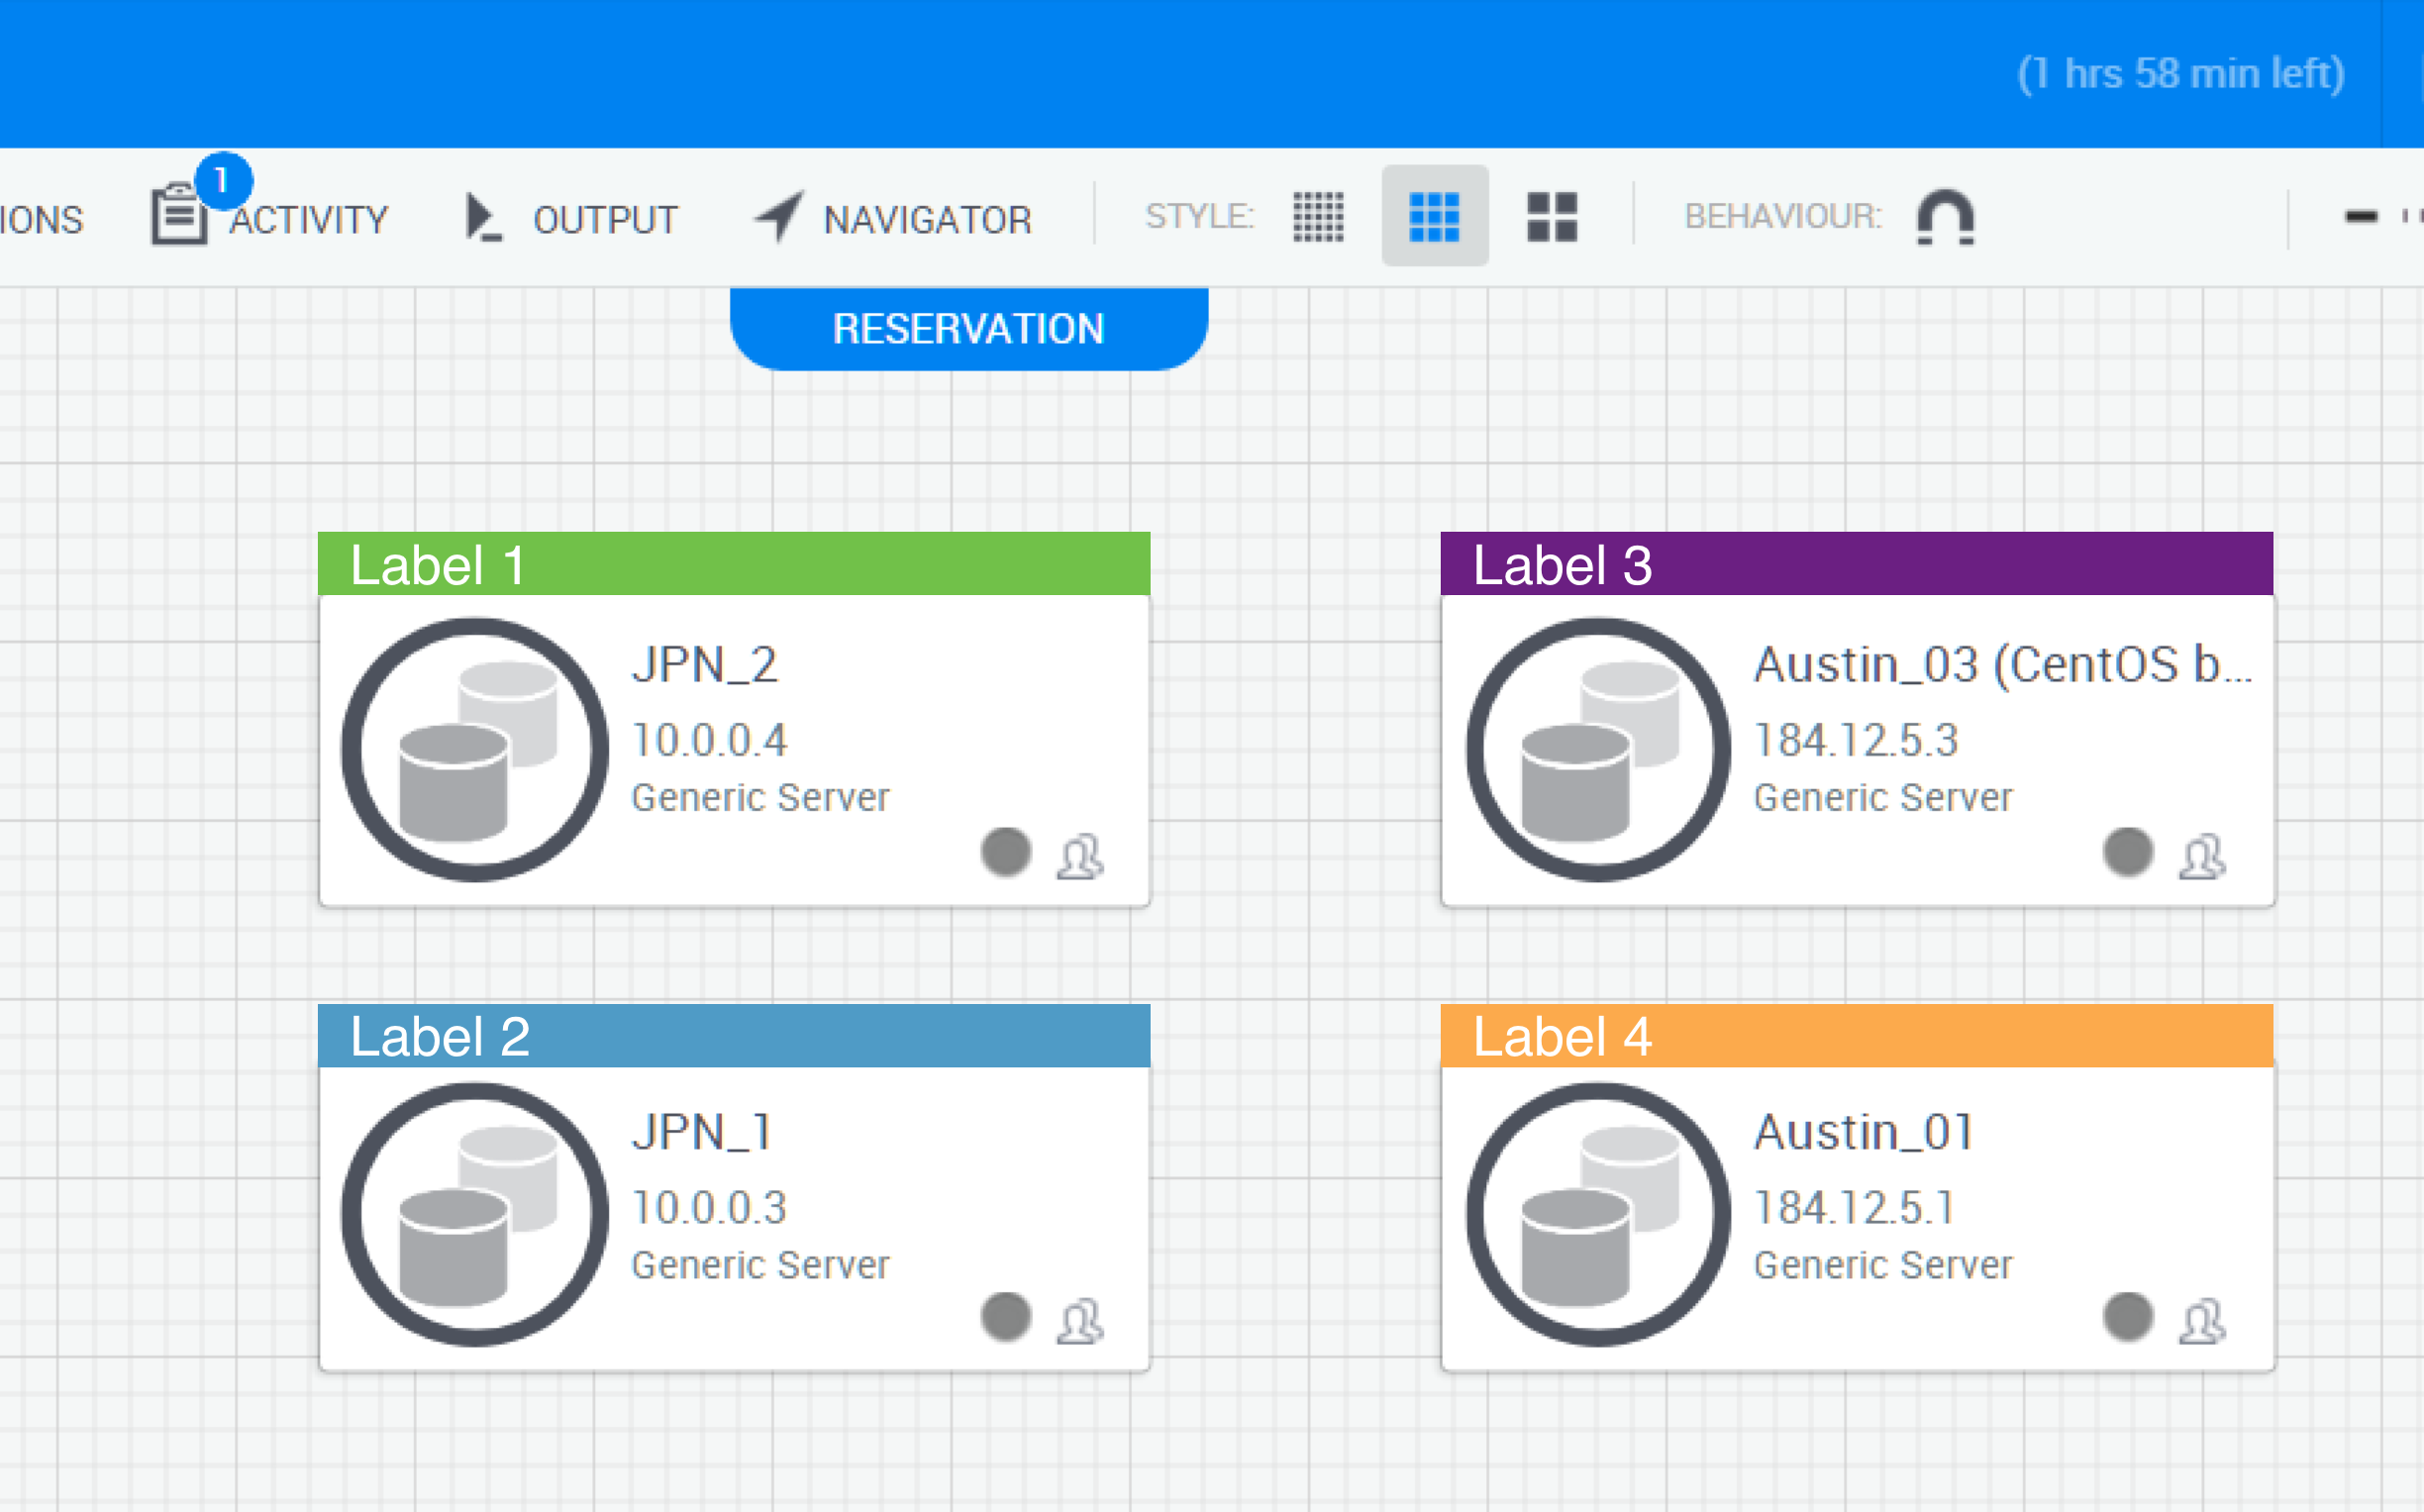 (1 hrs 58 min left)
IONS 1 ACTIVITY OUTPUT NAVIGATOR STYLE: BEHAVIOUR:
RESERVATION
Label 1
JPN_2
10.0.0.4
Generic Server
Label 3
Austin_03 (CentOS b...
184.12.5.3
Generic Server
Label 2
JPN_1
10.0.0.3
Generic Server
Label 4
Austin_01
184.12.5.1
Generic Server